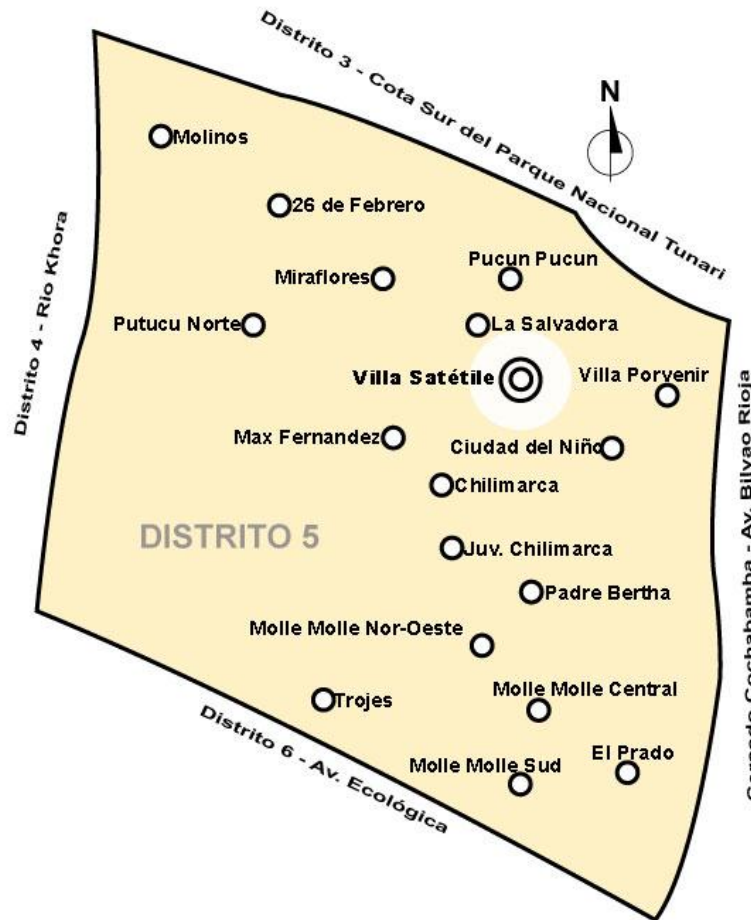 Distrito 3 - Cota Sur del Parque Nacional Tunari
N
Molinos
26 de Febrero
Pucun Pucun
Miraflores
Distrito 4 - Rio Khora
Putucu Norte
La Salvadora
Villa Satétile
Villa Porvenir
Max Fernandez
Ciudad del Niño
Chilimarca
DISTRITO 5
Juv. Chilimarca
Padre Bertha
Cercado Cochabamba - Av. Bilvao Rioja
Molle Molle Nor-Oeste
Molle Molle Central
Trojes
Distrito 6 - Av. Ecológica
El Prado
Molle Molle Sud